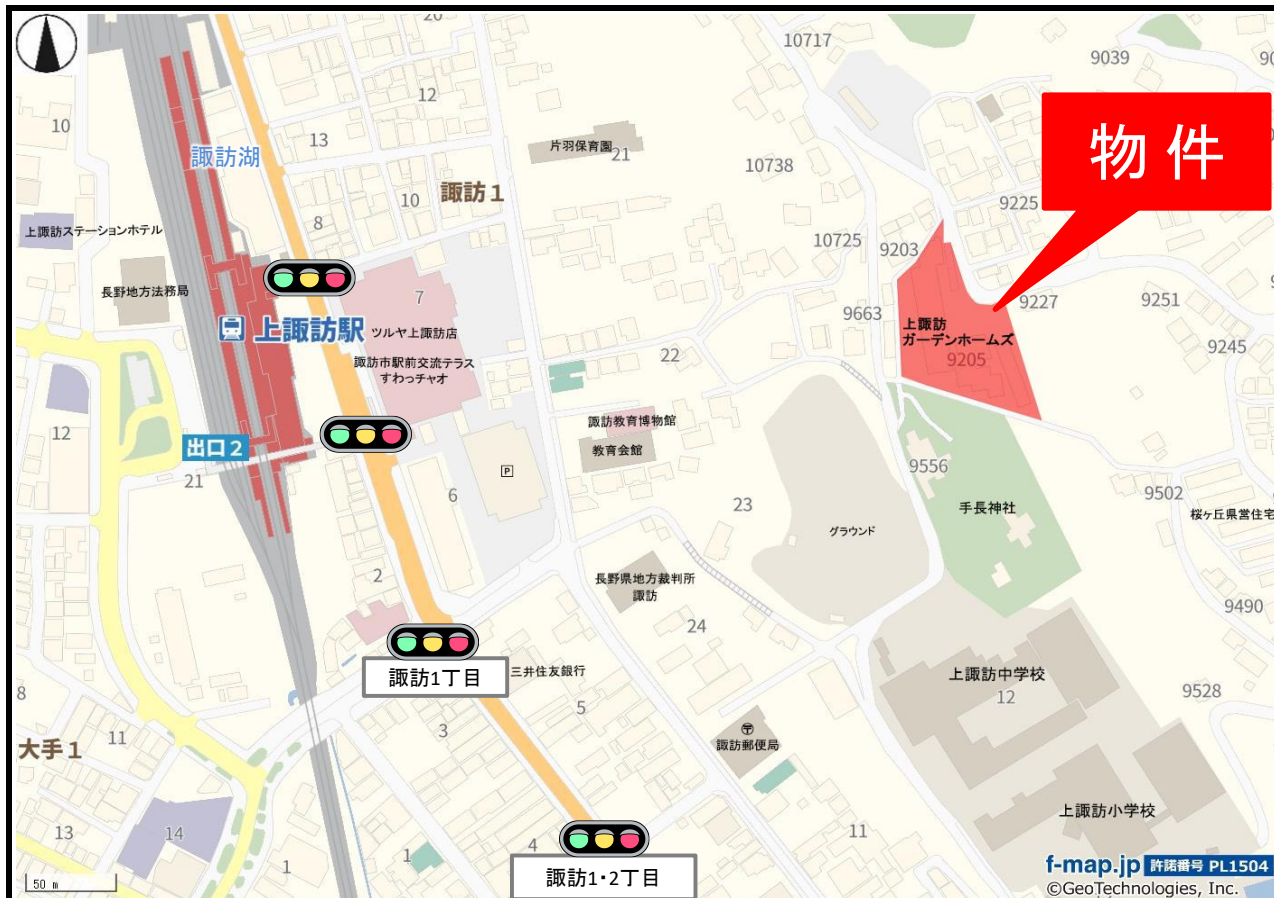 20
10717
9039
12
10
13
片羽保育園
21
物件
諏訪湖
10738
10
諏訪1
8
9225
上諏訪ステーションホテル
10725
9203
長野地方法務局
7
9227
9251
9663
上諏訪駅
ツルヤ上諏訪店
上諏訪
ガーデンホームズ
9205
9245
諏訪市駅前交流テラス
すわっチャオ
22
諏訪教育博物館
12
出口2
教育会館
P
21
6
9556
9502
手長神社
桜ヶ丘県営住宅
23
グラウンド
2
長野県地方裁判所
諏訪
9490
24
諏訪1丁目
三井住友銀行
上諏訪中学校
12
8
9528
5
3
大手1
11
〒
諏訪郵便局
上諏訪小学校
13
14
4
11
1
1
諏訪1・2丁目
50 m
f-map.jp 許諾番号 PL1504
©GeoTechnologies, Inc.